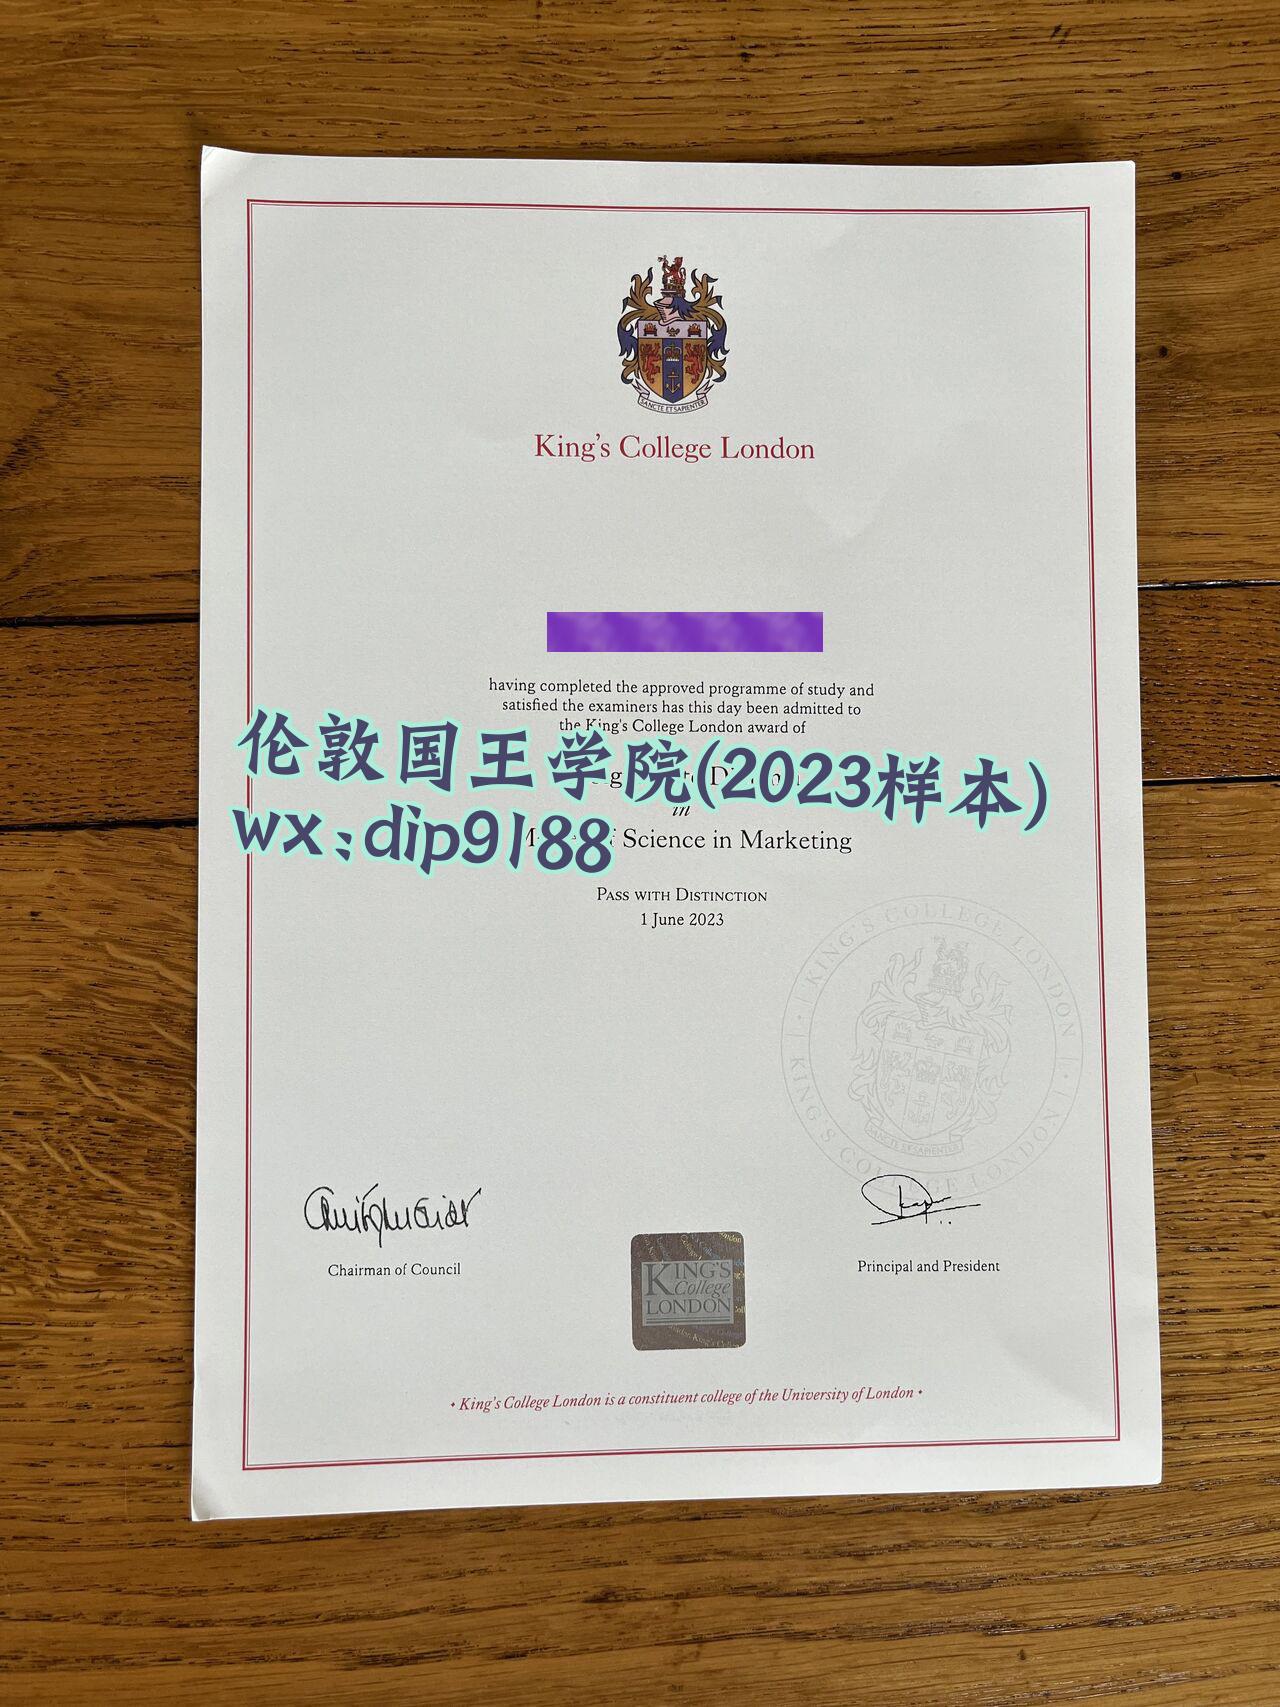 SANCTE ET SAPIENTER
King's College London
having completed the approved programme of study and
satisfied the examiners has this day been admitted to
the King's College London award of
伦敦国王学院(2023样本)
in
wx:dip9188
Science in Marketing
PASS WITH DISTINCTION
1 June 2023
KING'S COLLEGE LONDON
KING'S COLLEGE LONDON
SANCTE ET SAPIENTER
Chairman of Council
Principal and President
KING'S
College
LONDON
• King's College London is a constituent college of the University of London •